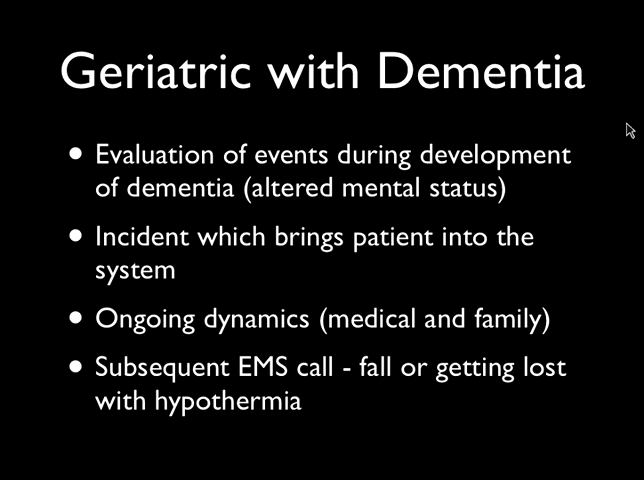 Geriatric with Dementia
• Evaluation of events during development
of dementia (altered mental status)
• Incident which brings patient into the
system
• Ongoing dynamics (medical and family)
• Subsequent EMS call - fall or getting lost
with hypothermia